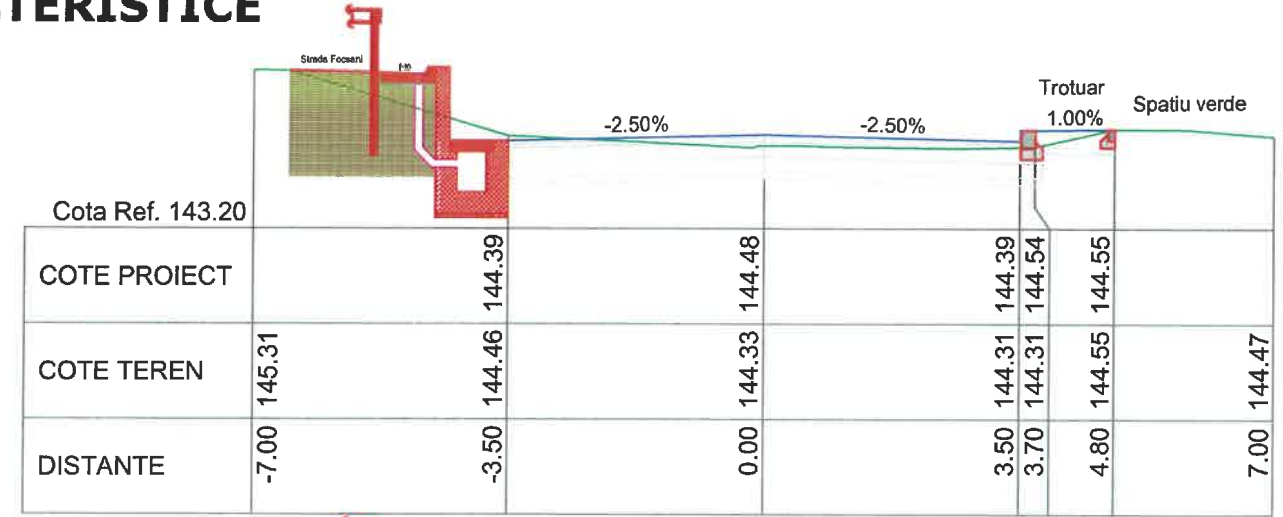 TERISTICE
Strada Focsani
Trotuar
Spatiu verde
-2.50%
-2.50%
1.00%
Cota Ref. 143.20
COTE PROIECT
144.39
144.48
144.39
144.54
144.55
COTE TEREN
145.31
144.46
144.33
144.31
144.31
144.55
144.47
DISTANTE
-7.00
-3.50
0.00
3.50
3.70
4.80
7.00